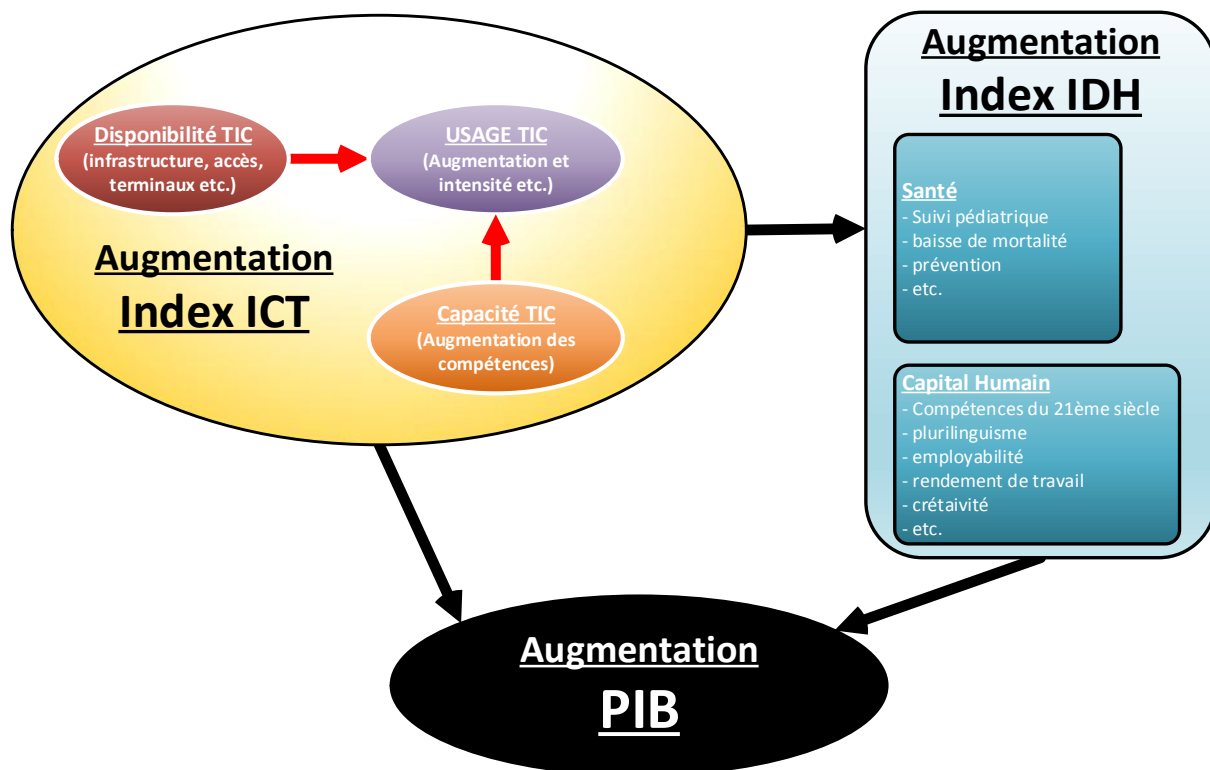 Disponibilité TIC
(infrastructure, accès,
terminaux etc.)
USAGE TIC
(Augmentation et
intensité etc.)
Augmentation
Index ICT
Capacité TIC
(Augmentation des
compétences)
Augmentation
Index IDH
Santé
- Suivi pédiatrique
- baisse de mortalité
- prévention
- etc.
Capital Humain
- Compétences du 21ème siècle
- plurilinguisme
- employabilité
- rendement de travail
- crétaivité
- etc.
Augmentation
PIB